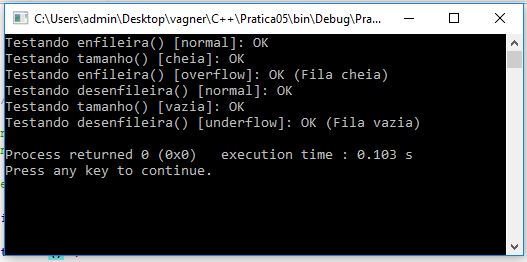 C:\Users\admin\Desktop\vagner\C++\Pratica05\bin\Debug\Pra...
Testando enfileira() [normal]: OK
Testando tamanho() [cheia]: OK
Testando enfileira() [overflow]: OK (Fila cheia)
Testando desenfileira() [normal]: OK
Testando tamanho() [vazia]: OK
Testando desenfileira() [underflow]: OK (Fila vazia)
Process returned 0 (0x0)   execution time : 0.103 s
Press any key to continue.